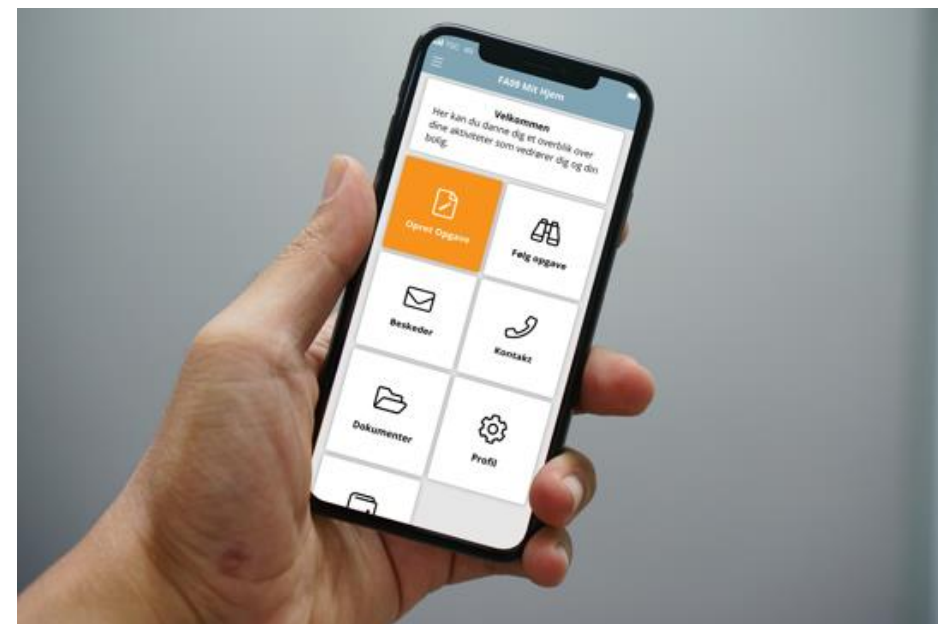 FA09 Mit Hjem
Velkommen
Her kan du danne dig et overblik over
dine aktiviteter som vedrører dig og din
bolig.
Opret Opgave
Følg opgave
Beskeder
Kontakt
Dokumenter
Profil